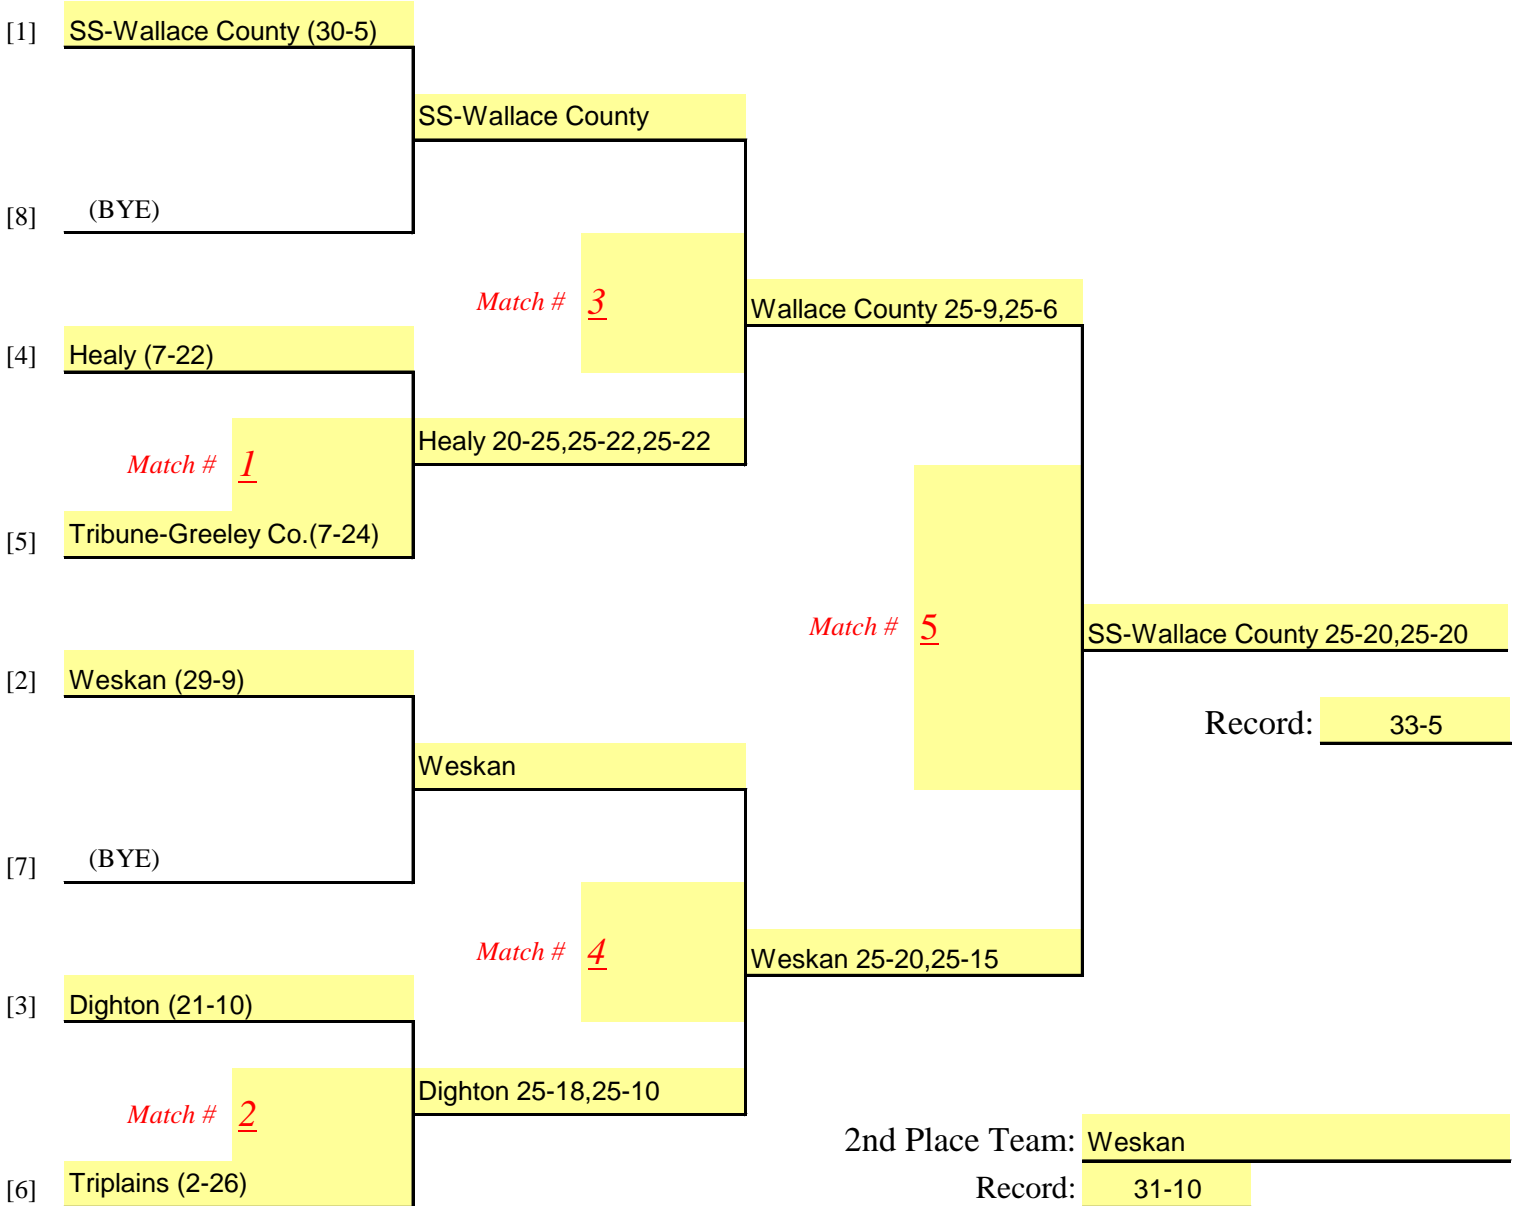 [1] SS-Wallace County (30-5)
SS-Wallace County
[8] (BYE)
Match # 3
Wallace County 25-9,25-6
[4] Healy (7-22)
Healy 20-25,25-22,25-22
Match # 1
[5] Tribune-Greeley Co.(7-24)
Match # 5
SS-Wallace County 25-20,25-20
[2] Weskan (29-9)
Record: 33-5
Weskan
[7] (BYE)
Match # 4
Weskan 25-20,25-15
[3] Dighton (21-10)
Dighton 25-18,25-10
Match # 2
2nd Place Team: Weskan
[6] Triplains (2-26)
Record: 31-10